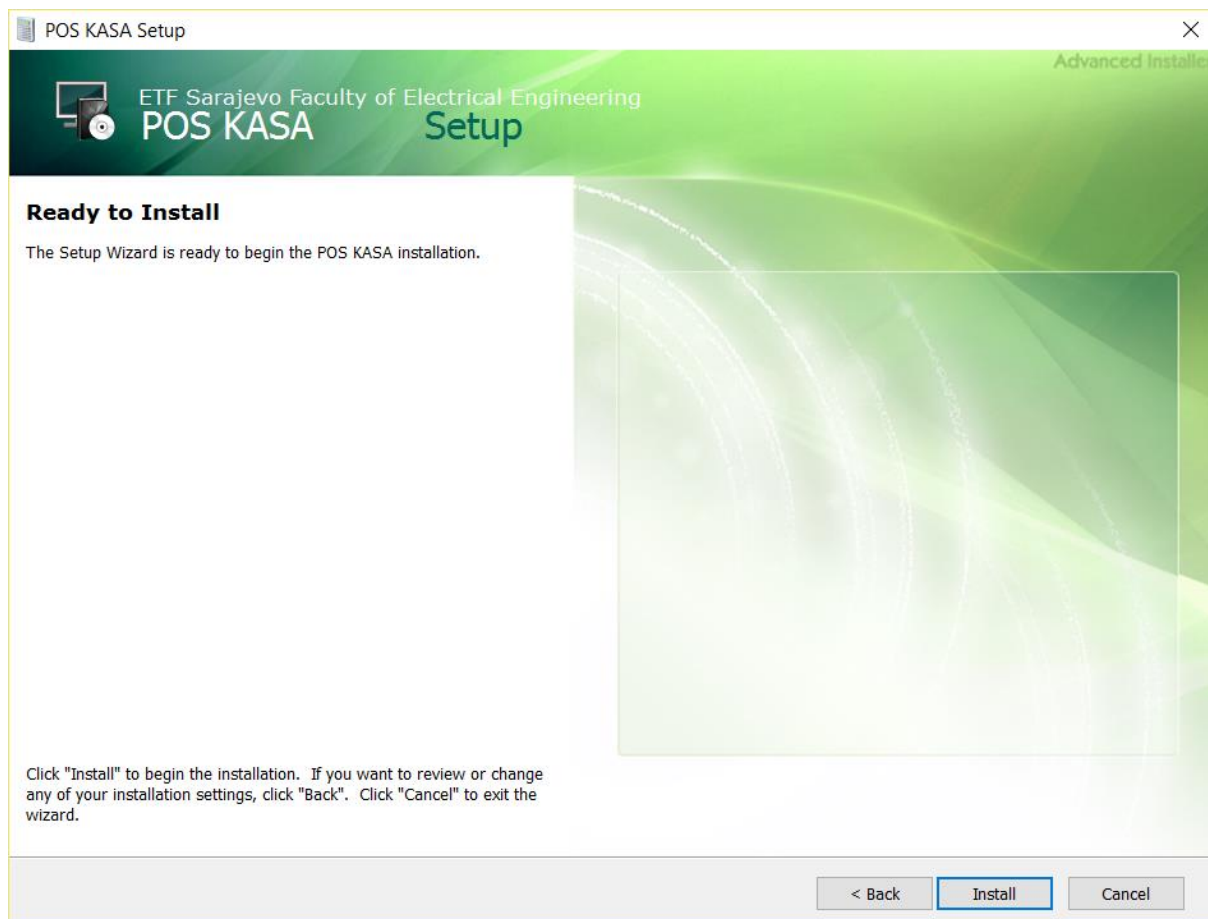 POS KASA Setup
Advanced Installer
ETF Sarajevo Faculty of Electrical Engineering
POS KASA Setup
Ready to Install
The Setup Wizard is ready to begin the POS KASA installation.
Click "Install" to begin the installation. If you want to review or change
any of your installation settings, click "Back". Click "Cancel" to exit the
wizard.
< Back Install Cancel